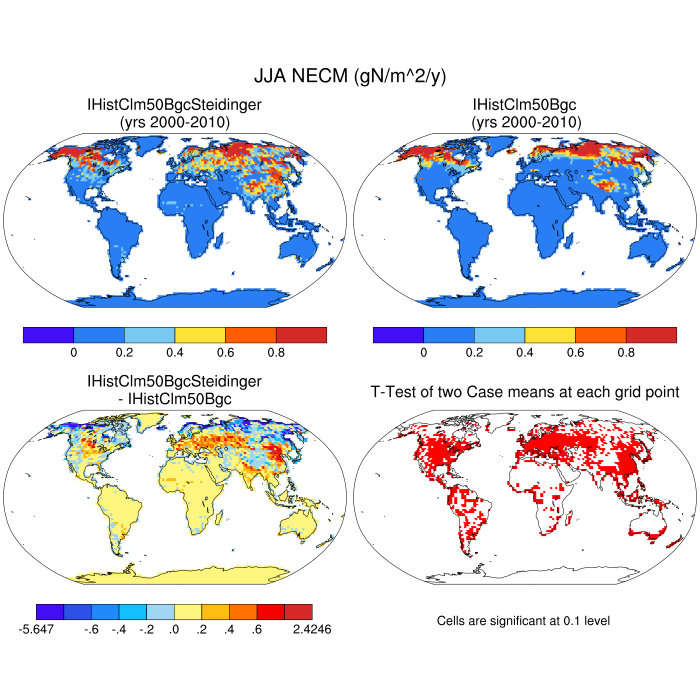 JJA NECM (gN/m^2/y)
IHistClm50BgcSteidinger
(yrs 2000-2010)
IHistClm50Bgc
(yrs 2000-2010)
0 0.2 0.4 0.6 0.8
0 0.2 0.4 0.6 0.8
IHistClm50BgcSteidinger
- IHistClm50Bgc
T-Test of two Case means at each grid point
-5.647 -.6 -.4 -.2 .0 .2 .4 .6 2.4246
Cells are significant at 0.1 level